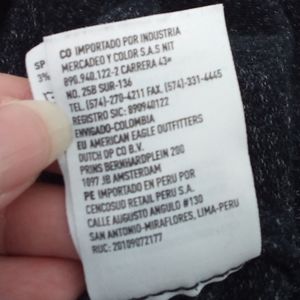 SP
3%
CO IMPORTADO POR INDUSTRIA
MERCADEO Y COLOR S.A.S NIT
890.940.122-2 CARRERA 43ª
NO. 25B SUR-136
TEL. (574)-270-4211 FAX. (574)-331-4445
REGISTRO SIC: 890940122
ENVIGADO-COLOMBIA
EU AMERICAN EAGLE OUTFITTERS
DUTCH OP CO B.V.
PRINS BERNHARDPLEIN 200
1097 JB AMSTERDAM
PE IMPORTADO EN PERU POR
CENCOSUD RETAIL PERU S.A.
CALLE AUGUSTO ANGULO #130
SAN ANTONIO-MIRAFLORES, LIMA-PERU
RUC: 20109072177